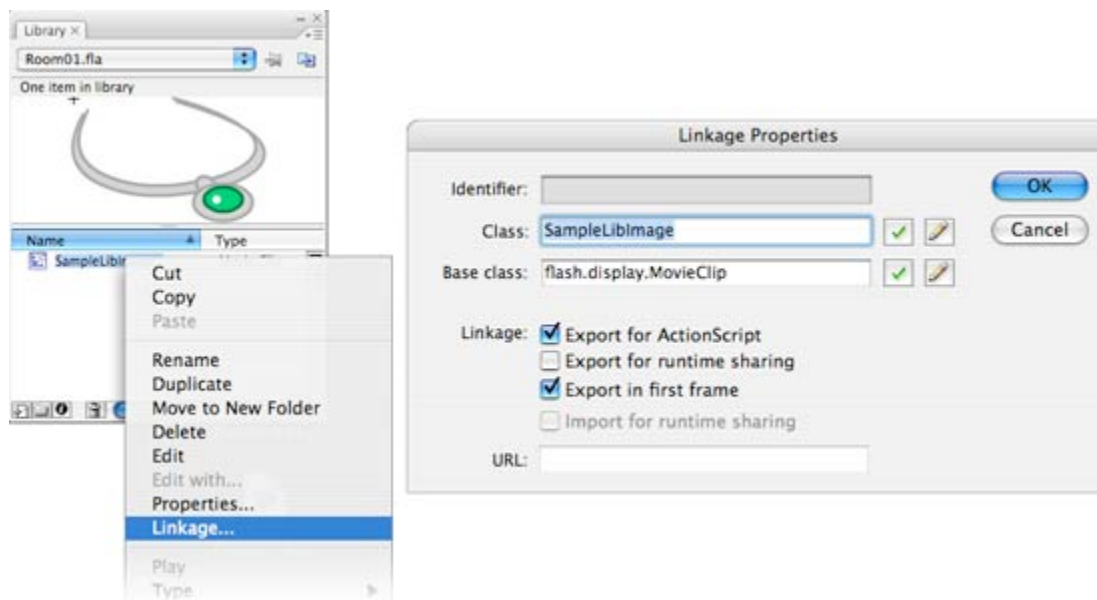 Library
Room01.fla
One item in library
Name Type
Cut
Copy
Paste
Rename
Duplicate
Move to New Folder
Delete
Edit
Edit with...
Properties...
Linkage...
Play
Type
Linkage Properties
Identifier:
OK
Class: SampleLibImage
Cancel
Base class: flash.display.MovieClip
Linkage: Export for ActionScript
Export for runtime sharing
Export in first frame
Import for runtime sharing
URL: